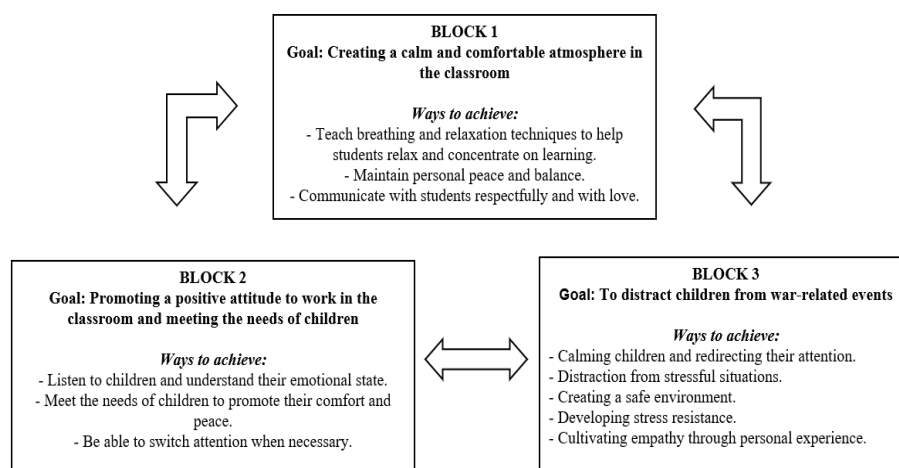 BLOCK 1
Goal: Creating a calm and comfortable atmosphere in
the classroom
Ways to achieve:
- Teach breathing and relaxation techniques to help
students relax and concentrate on learning.
- Maintain personal peace and balance.
- Communicate with students respectfully and with love.
BLOCK 2
Goal: Promoting a positive attitude to work in the
classroom and meeting the needs of children
Ways to achieve:
- Listen to children and understand their emotional state.
- Meet the needs of children to promote their comfort and
peace.
- Be able to switch attention when necessary.
BLOCK 3
Goal: To distract children from war-related events
Ways to achieve:
- Calming children and redirecting their attention.
- Distraction from stressful situations.
- Creating a safe environment.
- Developing stress resistance.
- Cultivating empathy through personal experience.